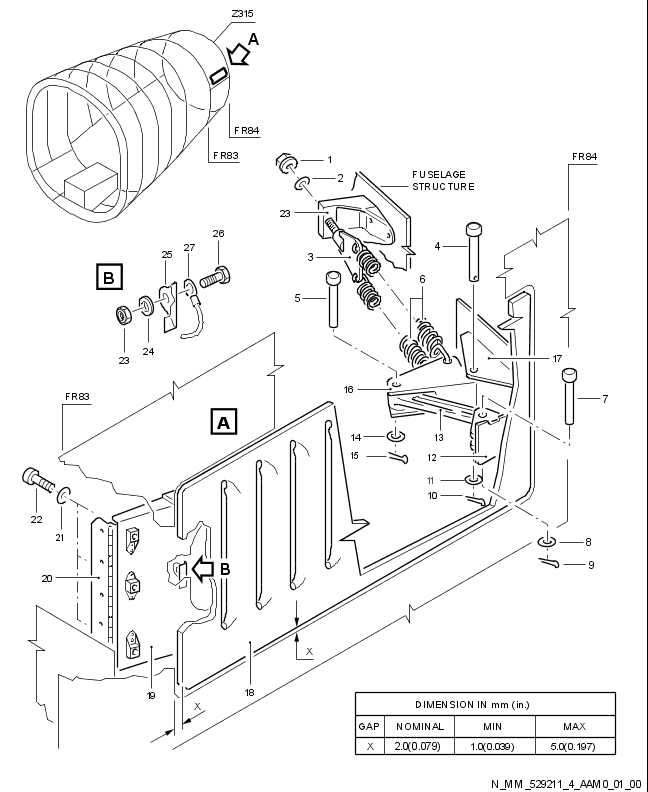 Z315
A
FR84
FR83
1
2
FUSELAGE
STRUCTURE
FR84
23
3
4
5
6
26
27
25
B
24
23
17
16
7
FR83
A
14
13
15
12
11
10
22
21
8
9
20
B
X
19
18
X
DIMENSION IN mm (in.)
GAP NOMINAL MIN MAX
X 2.0(0.079) 1.0(0.039) 5.0(0.197)
N_MM_529211_4_AAM0_01_00